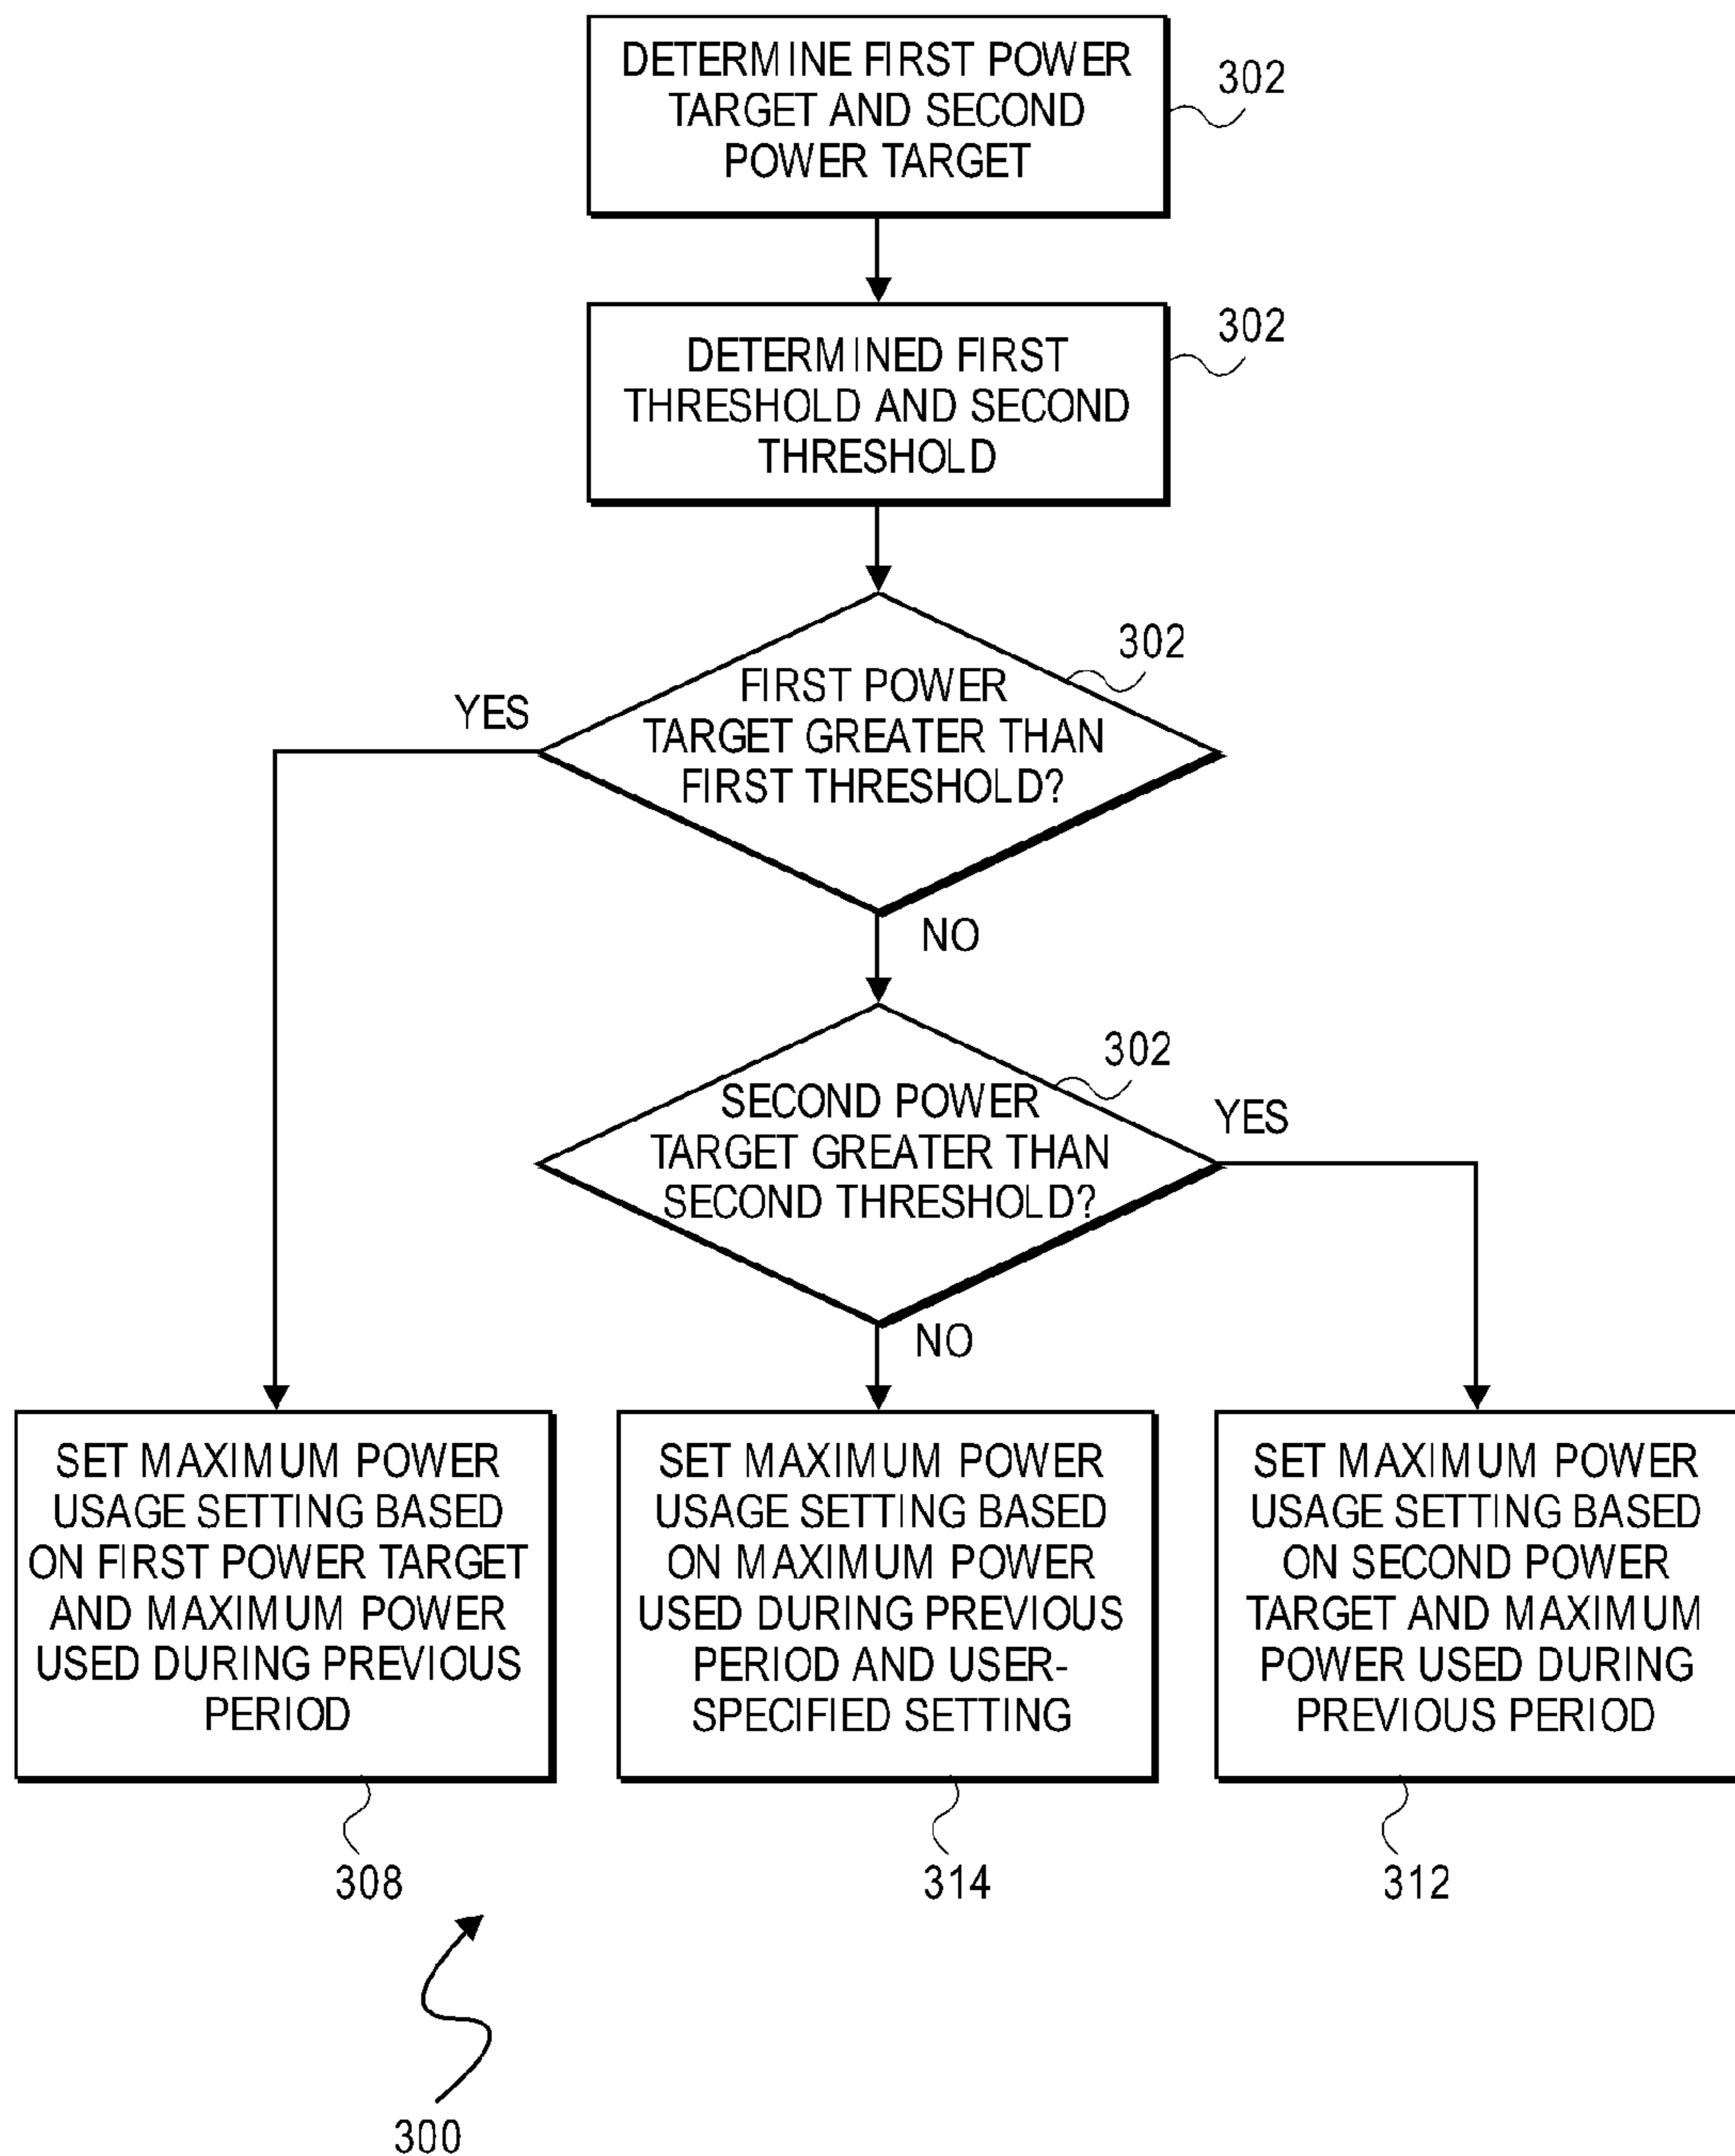 DETERMINE FIRST POWER
TARGET AND SECOND
POWER TARGET
302
DETERMINED FIRST
THRESHOLD AND SECOND
THRESHOLD
302
FIRST POWER
TARGET GREATER THAN
FIRST THRESHOLD?
302
YES
NO
SECOND POWER
TARGET GREATER THAN
SECOND THRESHOLD?
302
YES
NO
SET MAXIMUM POWER
USAGE SETTING BASED
ON FIRST POWER TARGET
AND MAXIMUM POWER
USED DURING PREVIOUS
PERIOD
308
SET MAXIMUM POWER
USAGE SETTING BASED
ON MAXIMUM POWER
USED DURING PREVIOUS
PERIOD AND USER-
SPECIFIED SETTING
314
SET MAXIMUM POWER
USAGE SETTING BASED
ON SECOND POWER
TARGET AND MAXIMUM
POWER USED DURING
PREVIOUS PERIOD
312
300